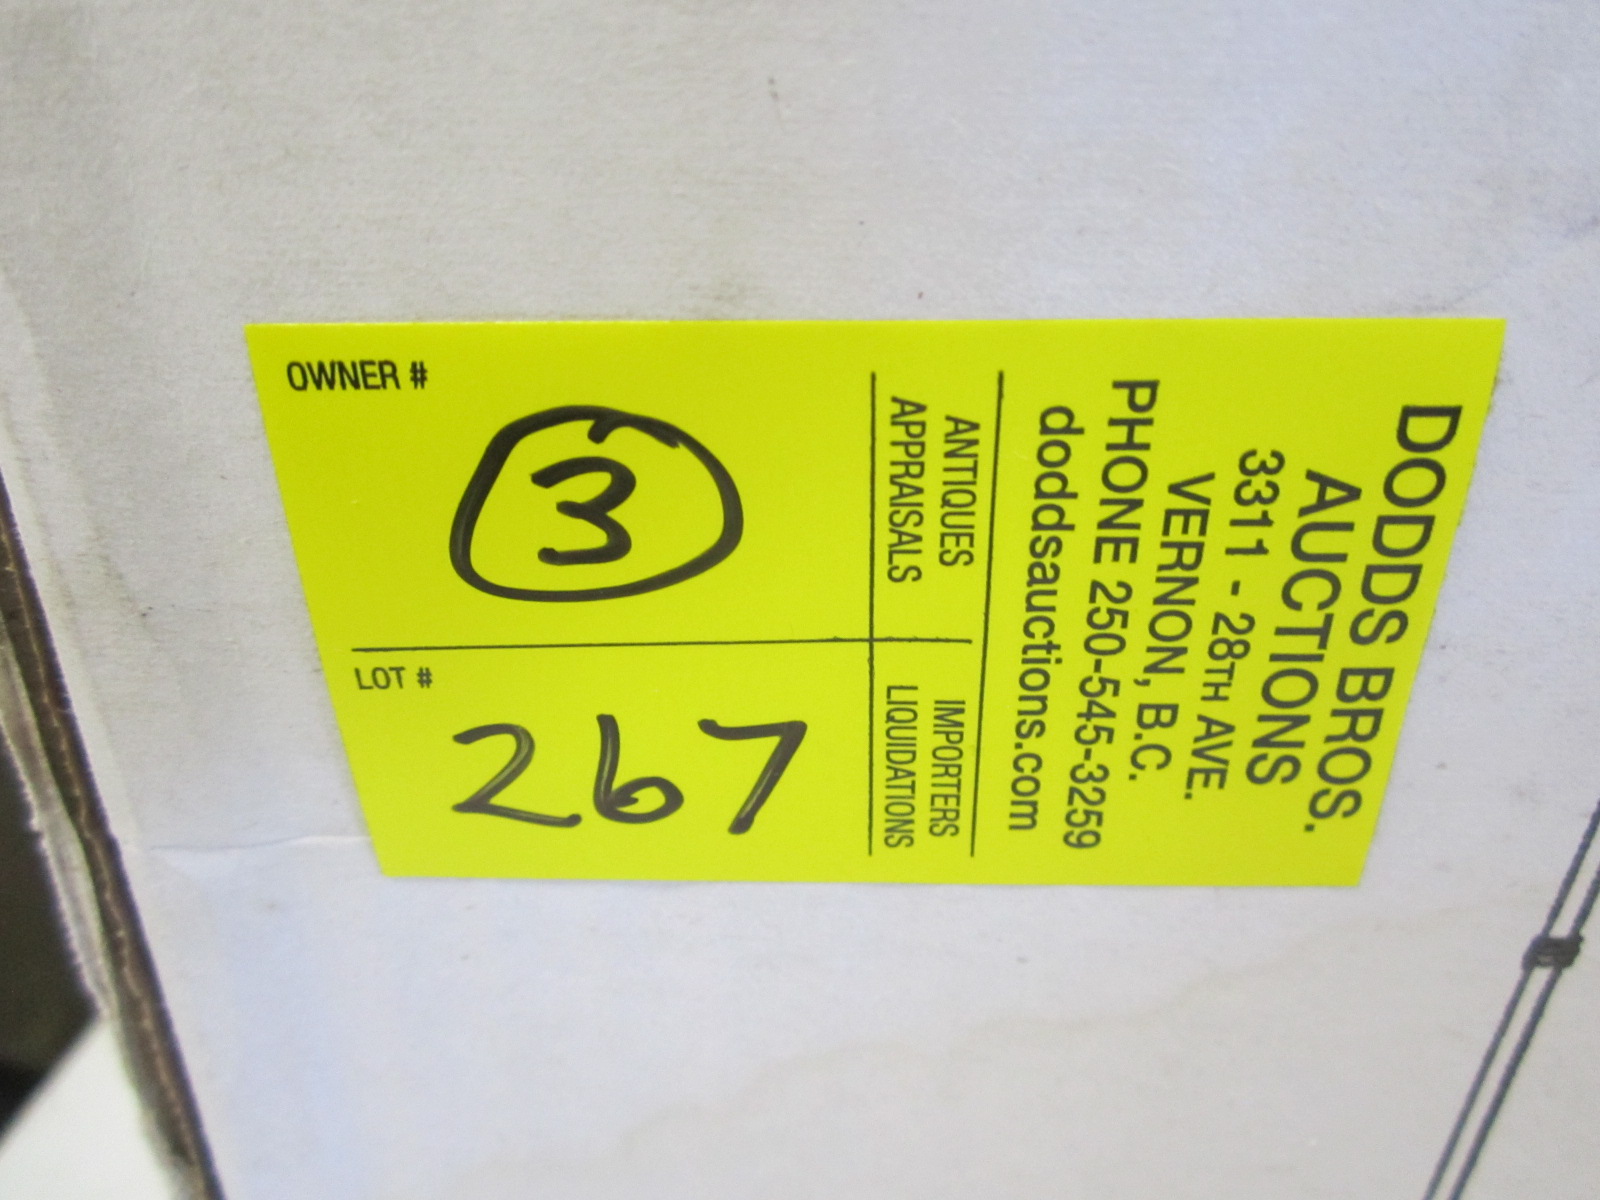 DODDS BROS.
AUCTIONS
3311 - 28TH AVE.
VERNON, B.C.
PHONE 250-545-3259
doddsauctions.com
ANTIQUES
APPRAISALS
IMPORTERS
LIQUIDATIONS
OWNER #
3
LOT #
267